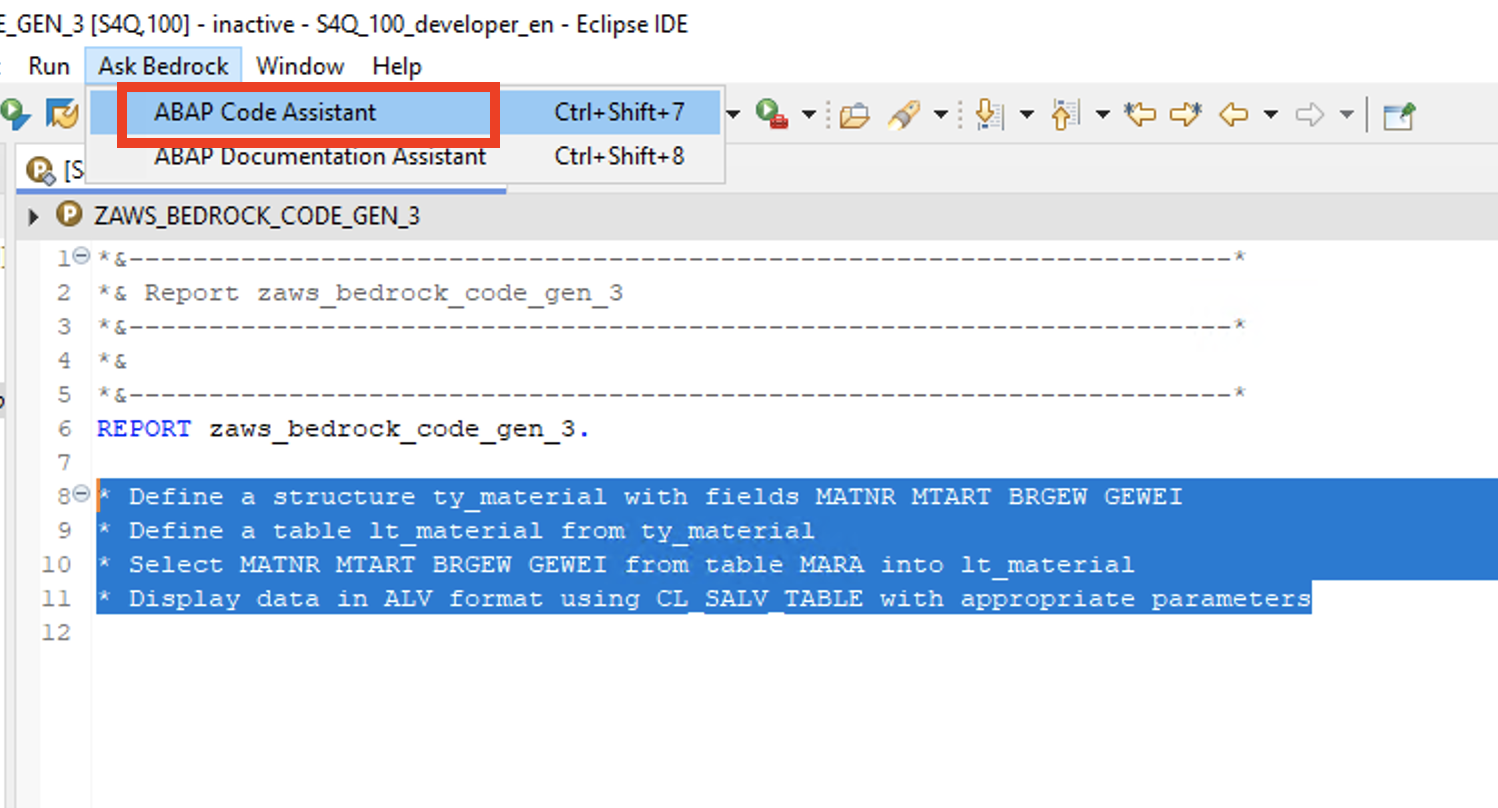 E_GEN_3 [S4Q,100] - inactive - S4Q_100_developer_en - Eclipse IDE
Run Ask Bedrock Window Help
ABAP Code Assistant Ctrl+Shift+7
ABAP Documentation Assistant Ctrl+Shift+8
[S
ZAWS_BEDROCK_CODE_GEN_3
1 *&---------------------------------------------------------------------*
2 *& Report zaws_bedrock_code_gen_3
3 *&---------------------------------------------------------------------*
4 *&
5 *&---------------------------------------------------------------------*
6 REPORT zaws_bedrock_code_gen_3.
7
8 * Define a structure ty_material with fields MATNR MTART BRGEW GEWEI
9 * Define a table lt_material from ty_material
10 * Select MATNR MTART BRGEW GEWEI from table MARA into lt_material
11 * Display data in ALV format using CL_SALV_TABLE with appropriate parameters
12